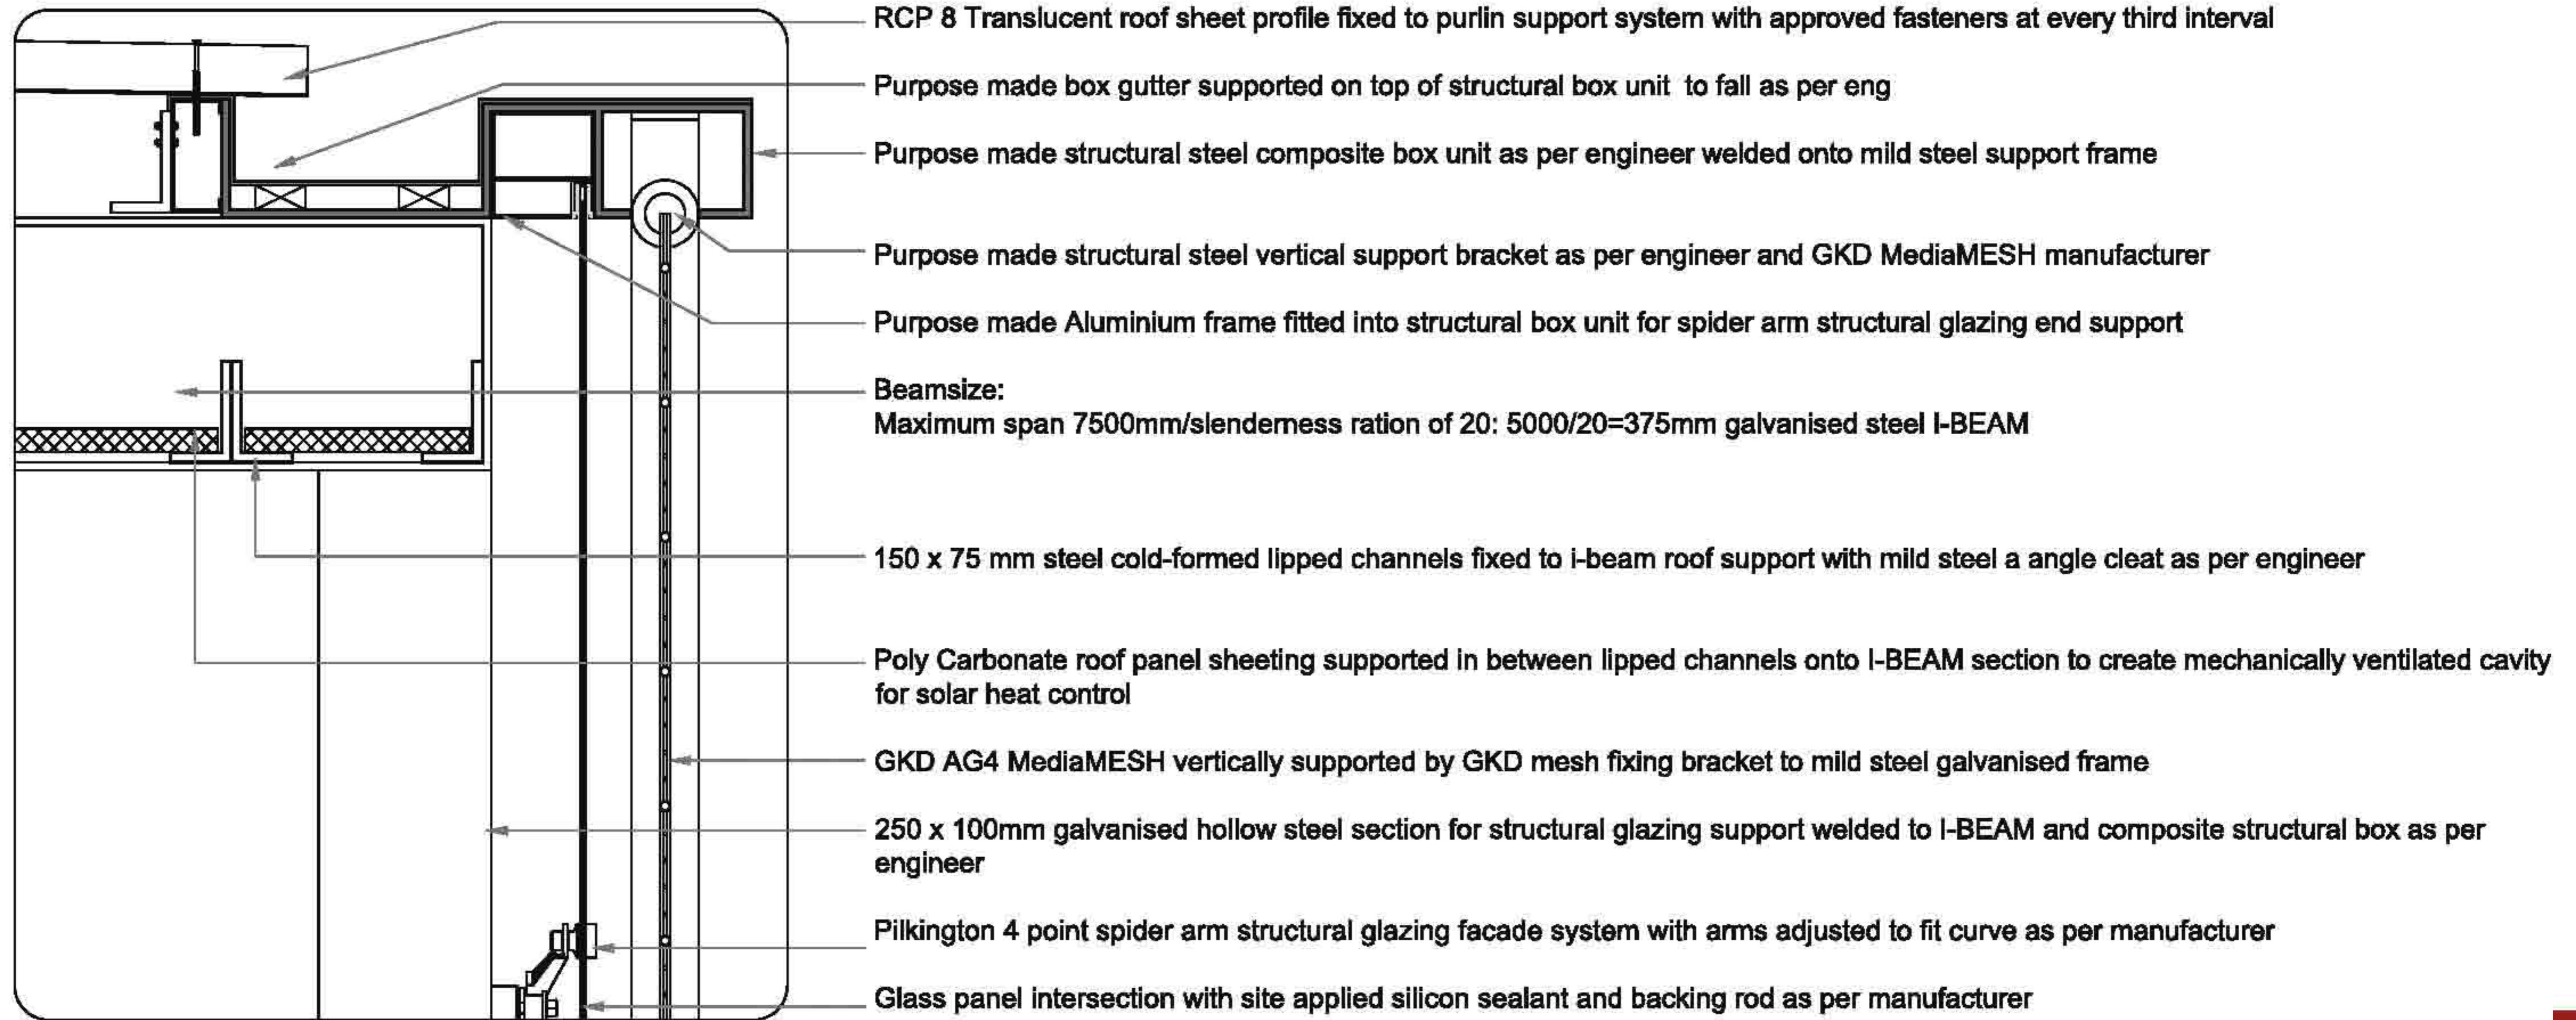 RCP 8 Translucent roof sheet profile fixed to purlin support system with approved fasteners at every third interval
Purpose made box gutter supported on top of structural box unit to fall as per eng
Purpose made structural steel composite box unit as per engineer welded onto mild steel support frame
Purpose made structural steel vertical support bracket as per engineer and GKD MediaMESH manufacturer
Purpose made Aluminium frame fitted into structural box unit for spider arm structural glazing end support
Beamsize:
Maximum span 7500mm/slenderness ration of 20: 5000/20=375mm galvanised steel I-BEAM
150 x 75 mm steel cold-formed lipped channels fixed to i-beam roof support with mild steel a angle cleat as per engineer
Poly Carbonate roof panel sheeting supported in between lipped channels onto I-BEAM section to create mechanically ventilated cavity
for solar heat control
GKD AG4 MediaMESH vertically supported by GKD mesh fixing bracket to mild steel galvanised frame
250 x 100mm galvanised hollow steel section for structural glazing support welded to I-BEAM and composite structural box as per
engineer
Pilkington 4 point spider arm structural glazing facade system with arms adjusted to fit curve as per manufacturer
Glass panel intersection with site applied silicon sealant and backing rod as per manufacturer